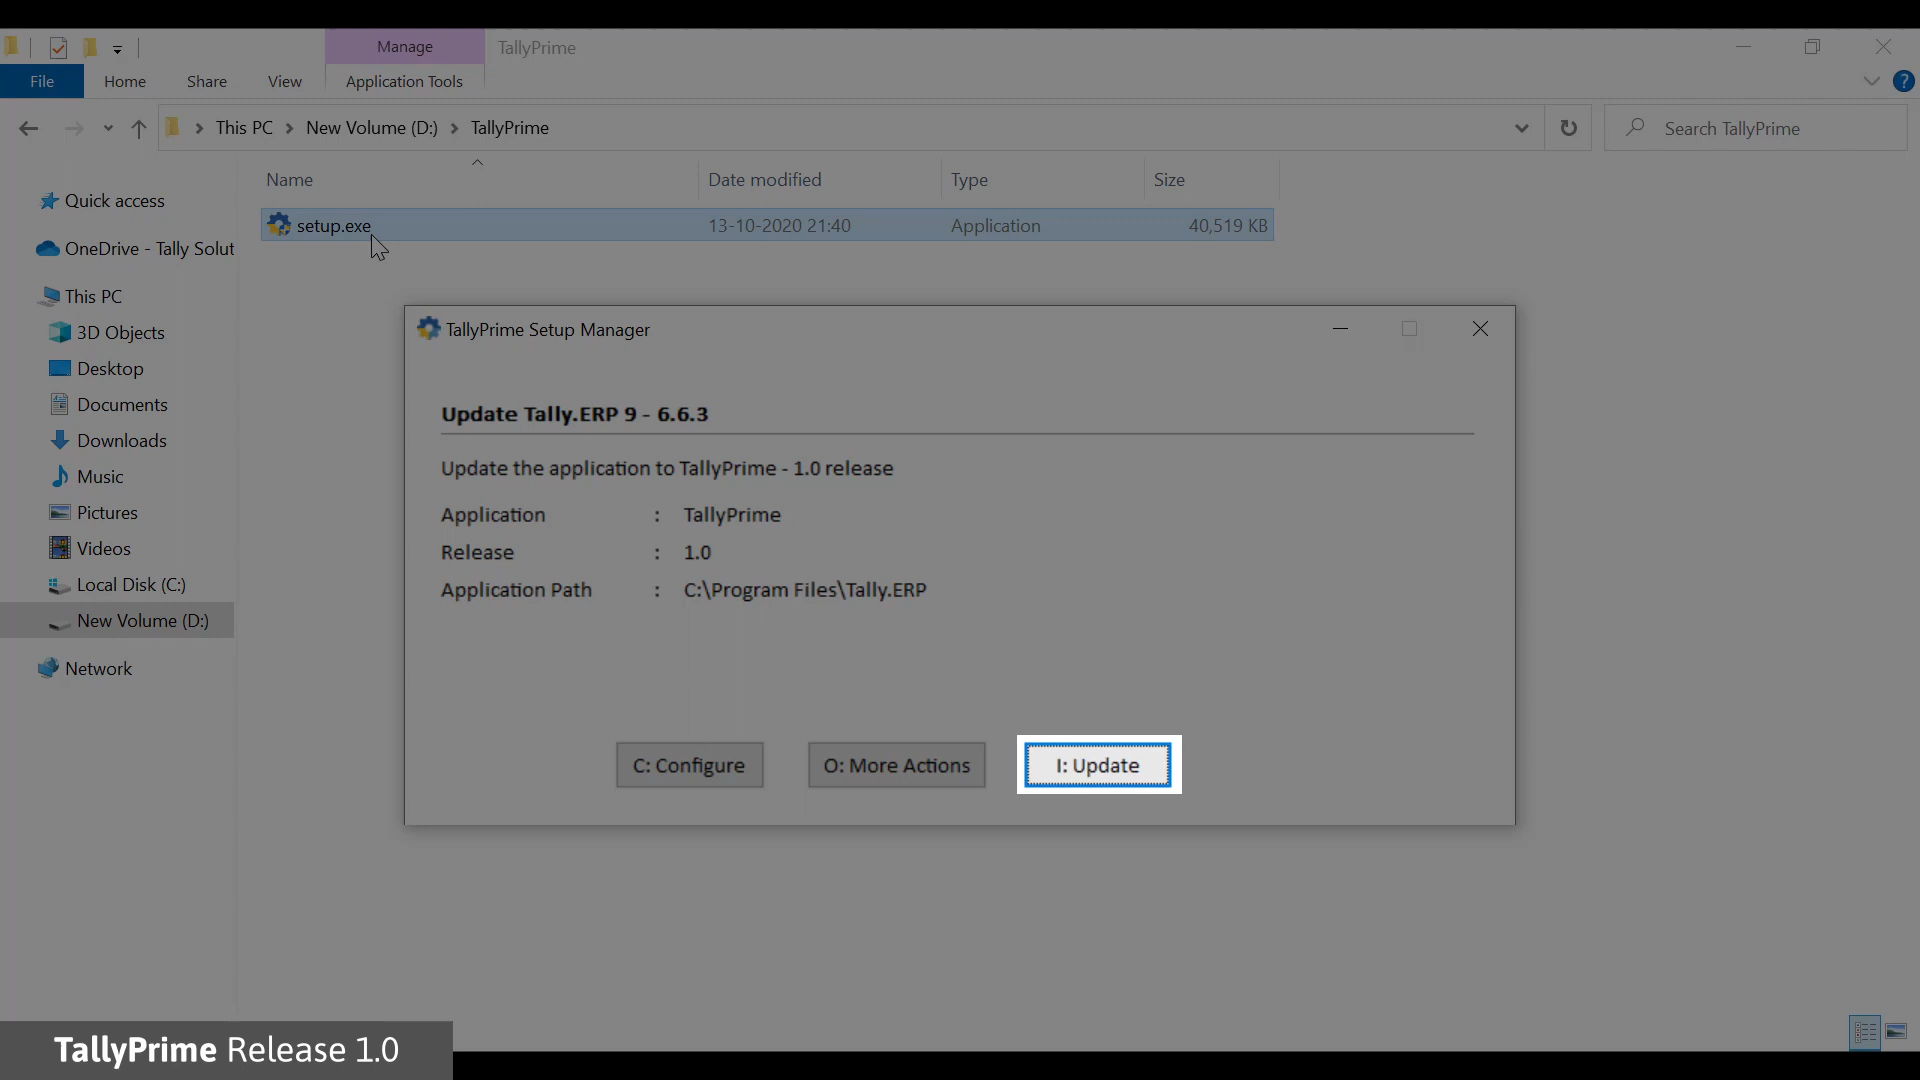 Manage
TallyPrime
File
Home
Share
View
Application Tools
?
This PC
New Volume (D:)
TallyPrime
Search TallyPrime
Name
Date modified
Type
Size
setup.exe
13-10-2020 21:40
Application
40,519 KB
Quick access
OneDrive - Tally Solut
This PC
3D Objects
Desktop
Documents
Downloads
Music
Pictures
Videos
Local Disk (C:)
New Volume (D:)
Network
TallyPrime Setup Manager
Update Tally.ERP 9 - 6.6.3
Update the application to TallyPrime - 1.0 release
Application : TallyPrime
Release : 1.0
Application Path : C:\Program Files\Tally.ERP
C: Configure
O: More Actions
I: Update
TallyPrime Release 1.0